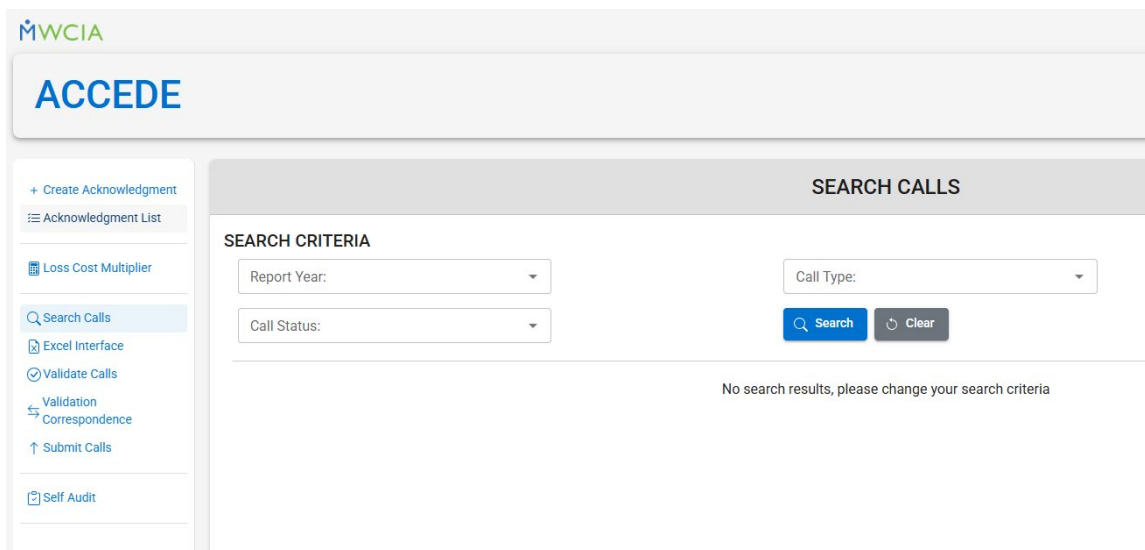 MWCIA
ACCEDE
+ Create Acknowledgment
Acknowledgment List
Loss Cost Multiplier
Search Calls
Excel Interface
Validate Calls
Validation
Correspondence
Submit Calls
Self Audit
SEARCH CALLS
SEARCH CRITERIA
Report Year:
Call Type:
Call Status:
Search
Clear
No search results, please change your search criteria